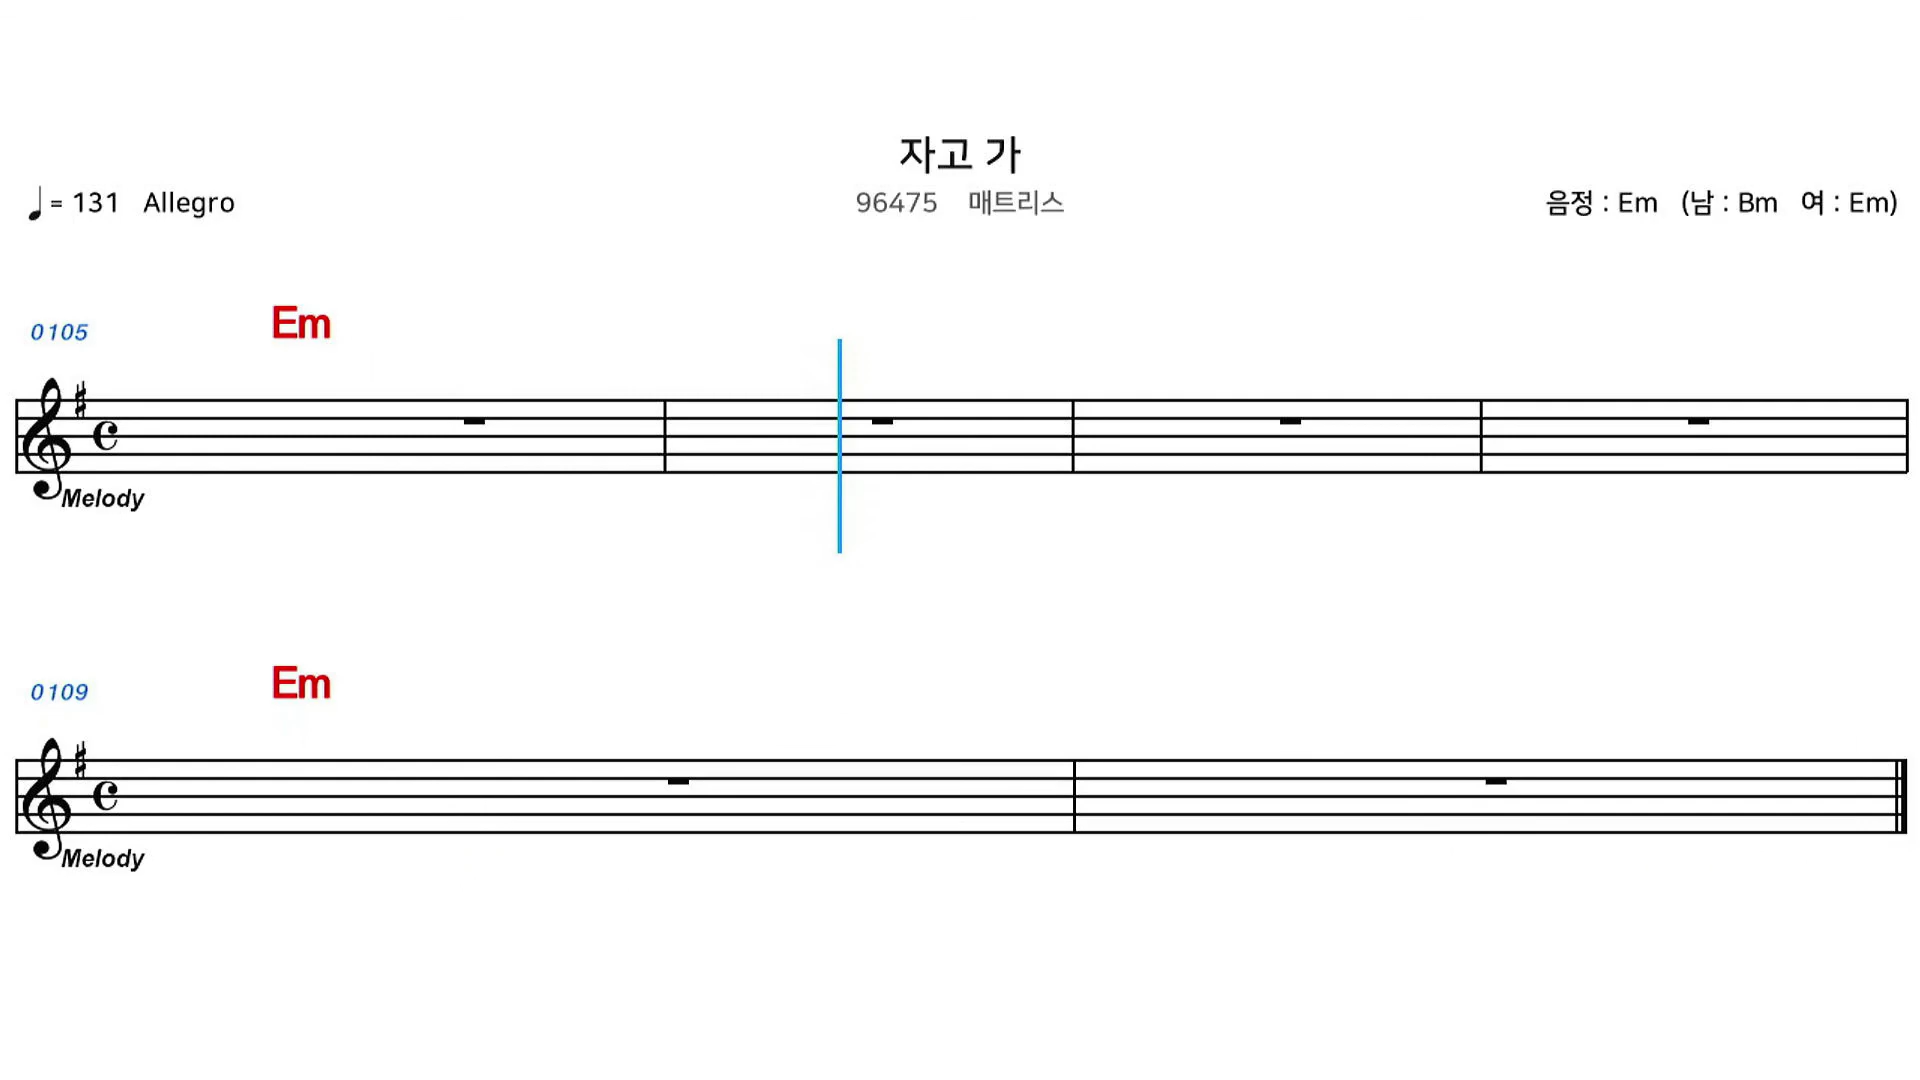 자고 가
= 131 Allegro 96475 매트리스 음정 : Em (남 : Bm 여 : Em)
0105 Em
Melody
0109 Em
Melody